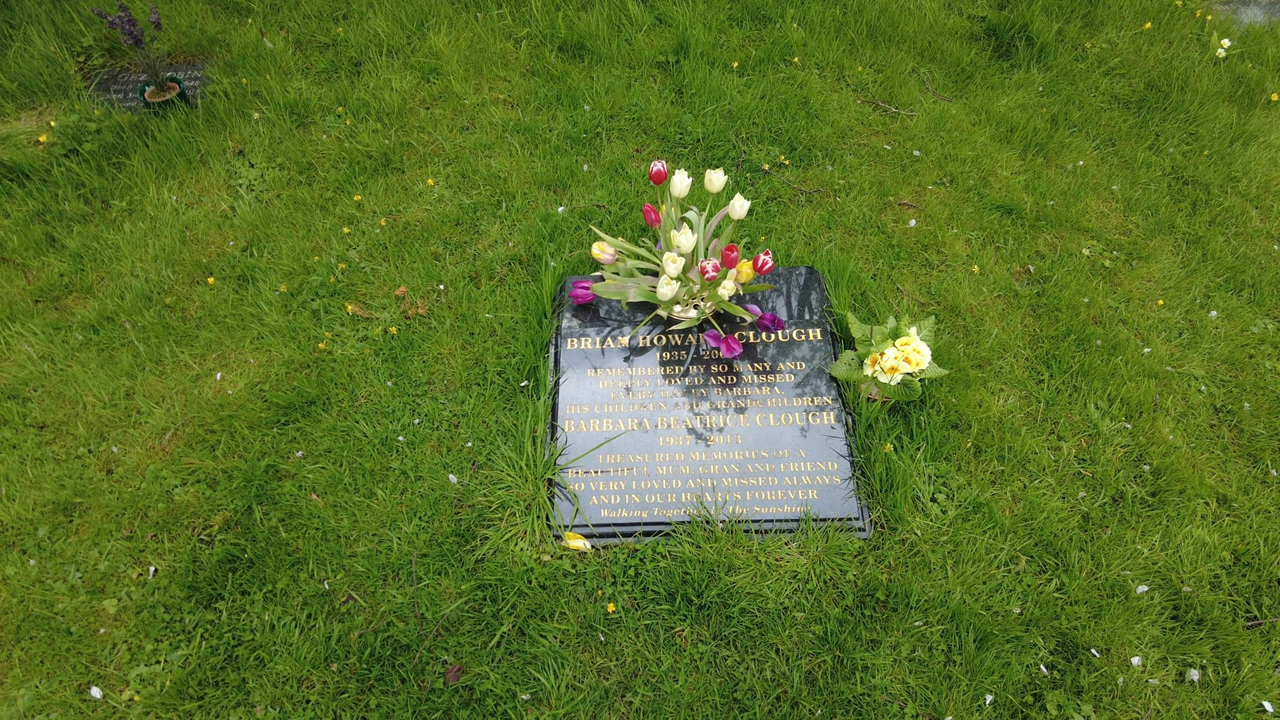 BRIAN HOWARD CLOUGH
1935 - 200
REMEMBERED BY SO MANY AND
DEEPLY LOVED AND MISSED
EVERY DAY BY BARBARA,
HIS CHILDREN AND GRANDCHILDREN
BARBARA BEATRICE CLOUGH
1937 - 2013
TREASURED MEMORIES OF A
BEAUTIFUL MUM, GRAN AND FRIEND
SO VERY LOVED AND MISSED ALWAYS
AND IN OUR HEARTS FOREVER
Walking Together The Sunshine